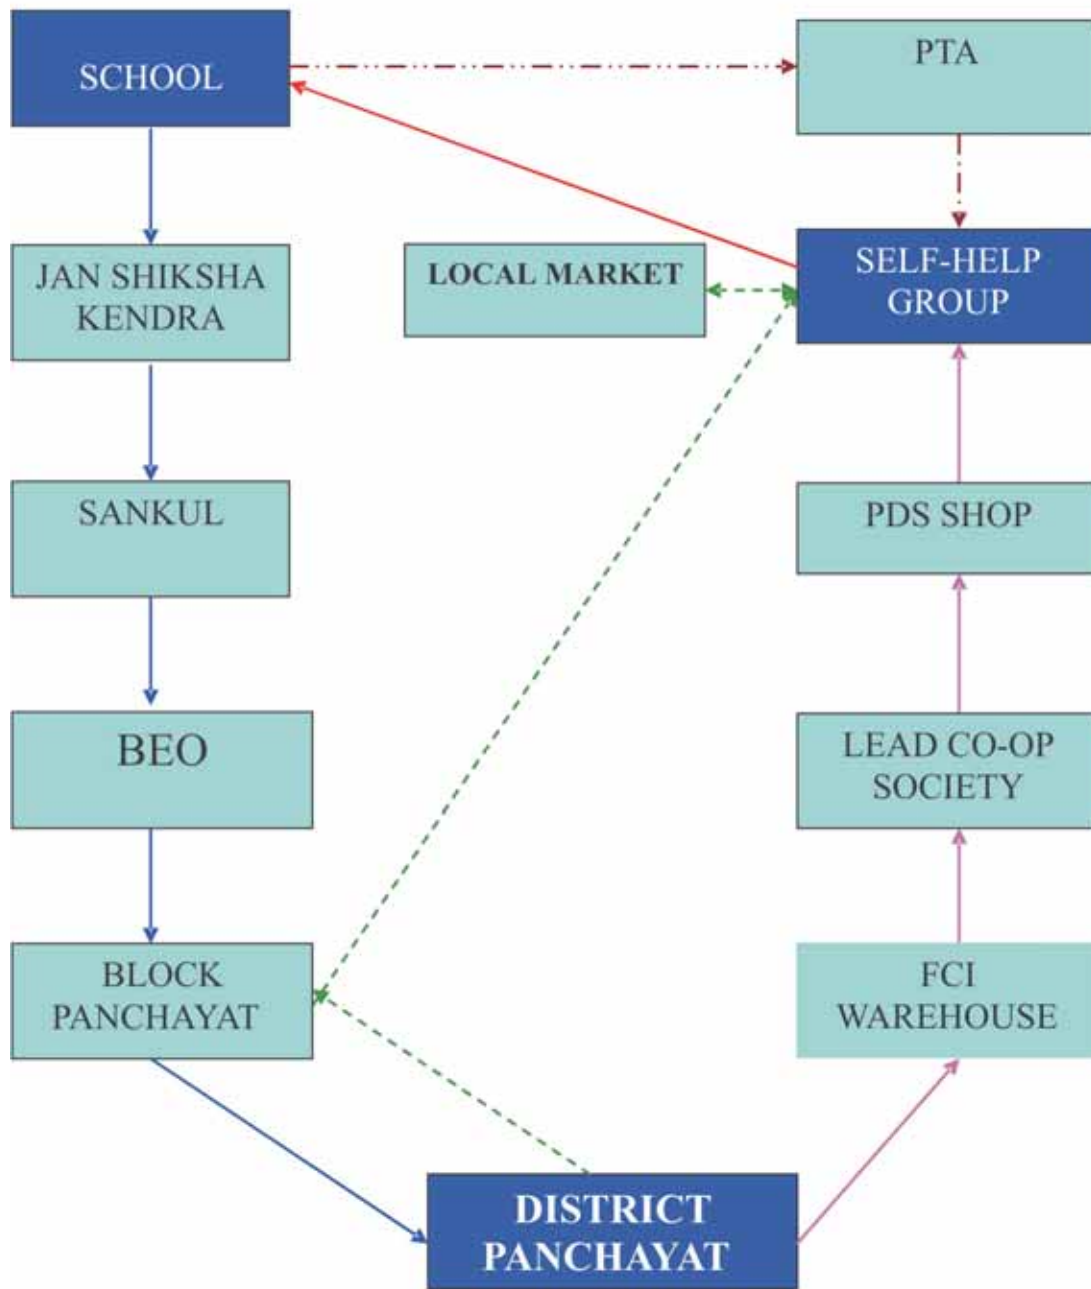 SCHOOL
PTA
JAN SHIKSHA
KENDRA
LOCAL MARKET
SELF-HELP
GROUP
SANKUL
PDS SHOP
BEO
LEAD CO-OP
SOCIETY
BLOCK
PANCHAYAT
FCI
WAREHOUSE
DISTRICT
PANCHAYAT